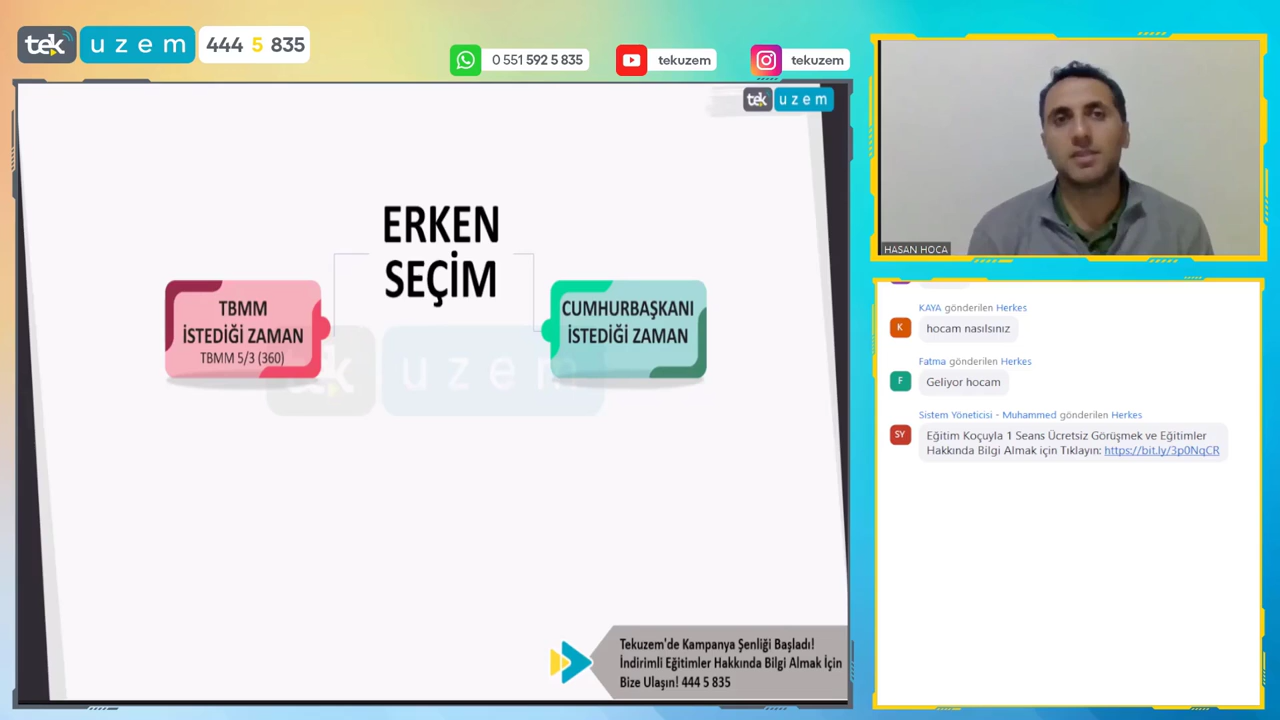 tek uzem 444 5 835
0 551 592 5 835
tekuzem
tekuzem
tek uzem
ERKEN
SEÇİM
TBMM
İSTEDİĞİ ZAMAN
TBMM 5/3 (360)
CUMHURBAŞKANI
İSTEDİĞİ ZAMAN
tek uzem
Tekuzem'de Kampanya Şenliği Başladı!
İndirimli Eğitimler Hakkında Bilgi Almak İçin
Bize Ulaşın! 444 5 835
HASAN HOCA
KAYA gönderilen Herkes
K
hocam nasılsınız
Fatma gönderilen Herkes
F
Geliyor hocam
Sistem Yöneticisi - Muhammed gönderilen Herkes
SY
Eğitim Koçuyla 1 Seans Ücretsiz Görüşmek ve Eğitimler
Hakkında Bilgi Almak için Tıklayın: https://bit.ly/3p0NqCR